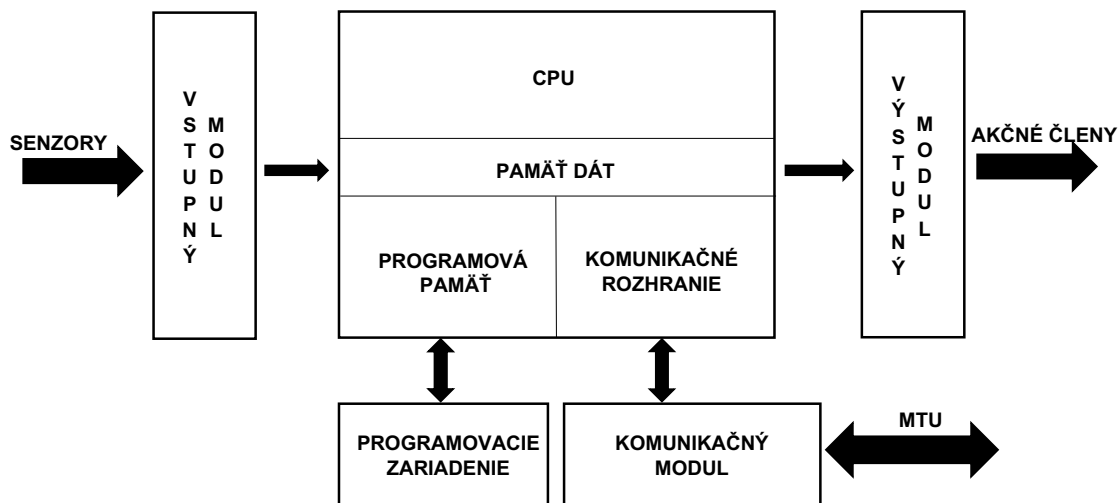 SENZORY
VSTUPNÝ
MODUL
CPU
PAMÄŤ DÁT
PROGRAMOVÁ
PAMÄŤ
KOMUNIKAČNÉ
ROZHRANIE
VÝSTUPNÝ
MODUL
AKČNÉ ČLENY
PROGRAMOVACIE
ZARIADENIE
KOMUNIKAČNÝ
MODUL
MTU